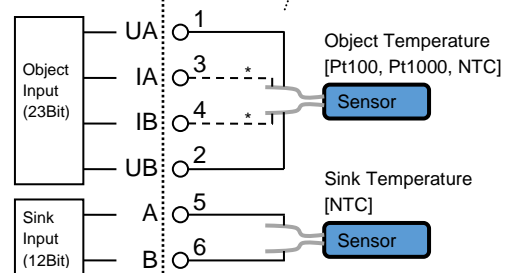 UA 1
Object Temperature
[Pt100, Pt1000, NTC]
Object
Input
(23Bit)
IA 3 *
Sensor
IB 4 *
UB 2
Sink Temperature
[NTC]
Sink
Input
(12Bit)
A 5
Sensor
B 6